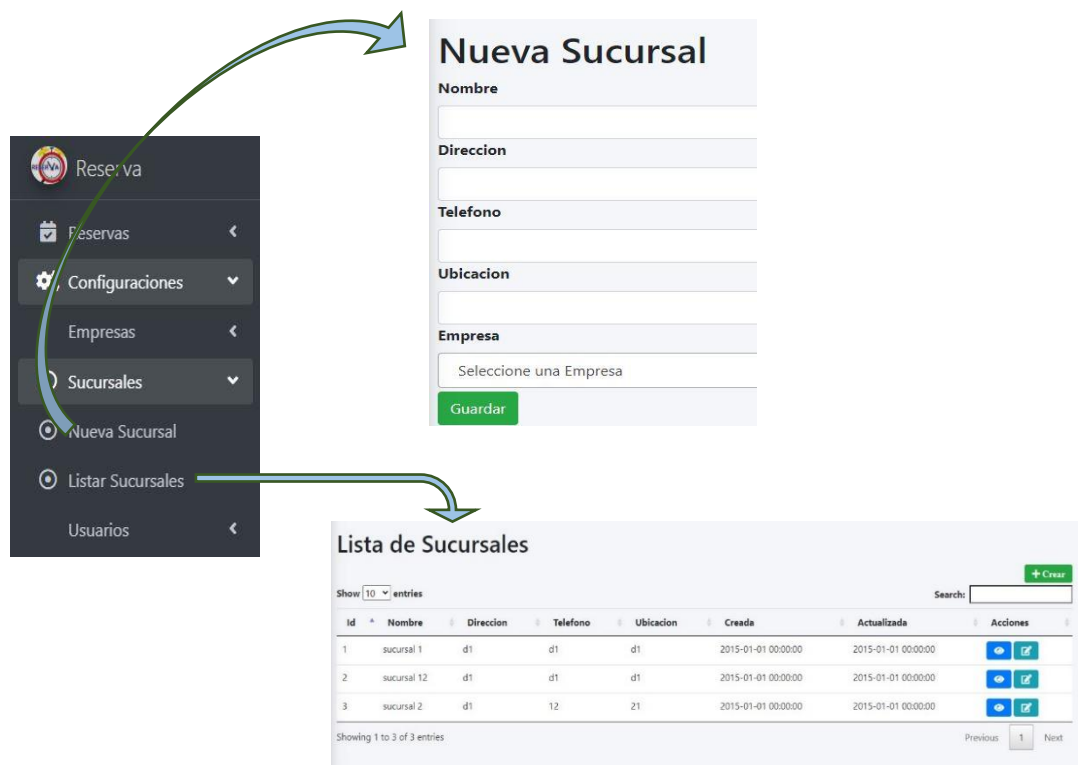 Nueva Sucursal
Nombre
Direccion
Telefono
Ubicacion
Empresa
Seleccione una Empresa
Guardar
RESERVA
Reserva
Reservas
Configuraciones
Empresas
Sucursales
Nueva Sucursal
Listar Sucursales
Usuarios
Lista de Sucursales
+ Crear
Show 10 entries Search:
Id Nombre Direccion Telefono Ubicacion Creada Actualizada Acciones
1 sucursal 1 d1 d1 d1 2015-01-01 00:00:00 2015-01-01 00:00:00
2 sucursal 12 d1 d1 d1 2015-01-01 00:00:00 2015-01-01 00:00:00
3 sucursal 2 d1 12 21 2015-01-01 00:00:00 2015-01-01 00:00:00
Showing 1 to 3 of 3 entries Previous 1 Next